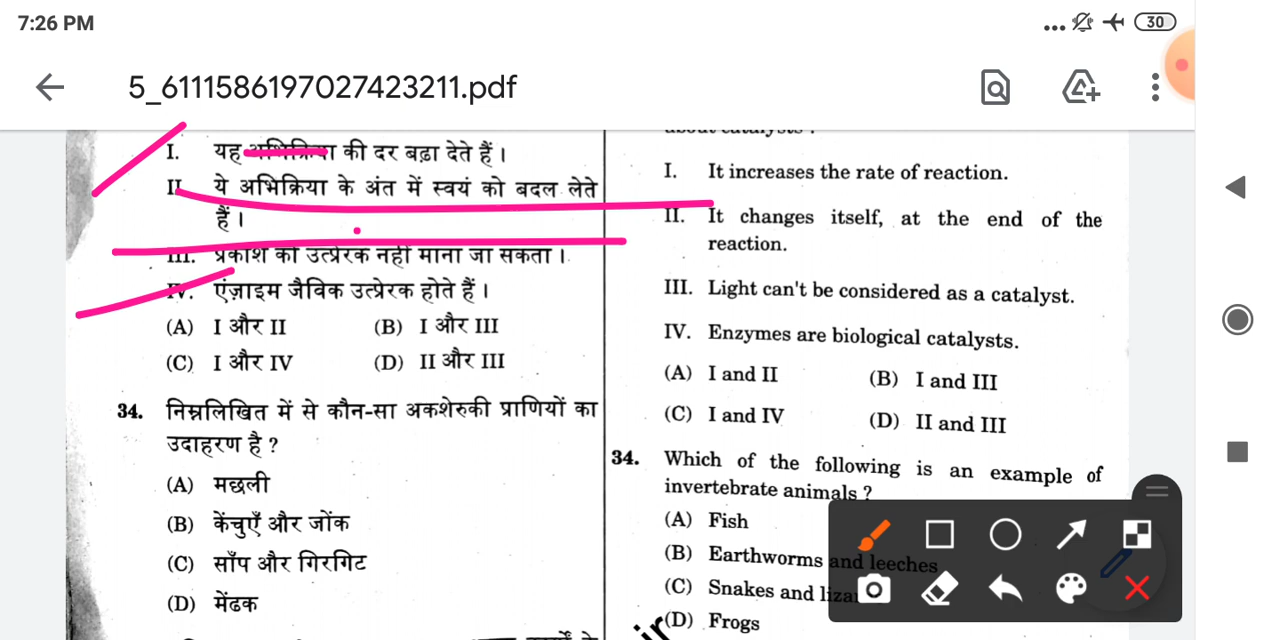 7:26 PM
30
5_6111586197027423211.pdf
I. यह अभिक्रिया की दर बढ़ा देते हैं।
II. ये अभिक्रिया के अंत में स्वयं को बदल लेते
हैं।
III. प्रकाश को उत्प्रेरक नहीं माना जा सकता।
IV. एंज़ाइम जैविक उत्प्रेरक होते हैं।
(A) I और II (B) I और III
(C) I और IV (D) II और III
34. निम्नलिखित में से कौन-सा अकशेरुकी प्राणियों का
उदाहरण है ?
(A) मछली
(B) केंचुएँ और जोंक
(C) साँप और गिरगिट
(D) मेंढक
about catalysts ?
I. It increases the rate of reaction.
II. It changes itself, at the end of the
reaction.
III. Light can't be considered as a catalyst.
IV. Enzymes are biological catalysts.
(A) I and II (B) I and III
(C) I and IV (D) II and III
34. Which of the following is an example of
invertebrate animals ?
(A) Fish
(B) Earthworms and leeches
(C) Snakes and
(D) Frogs